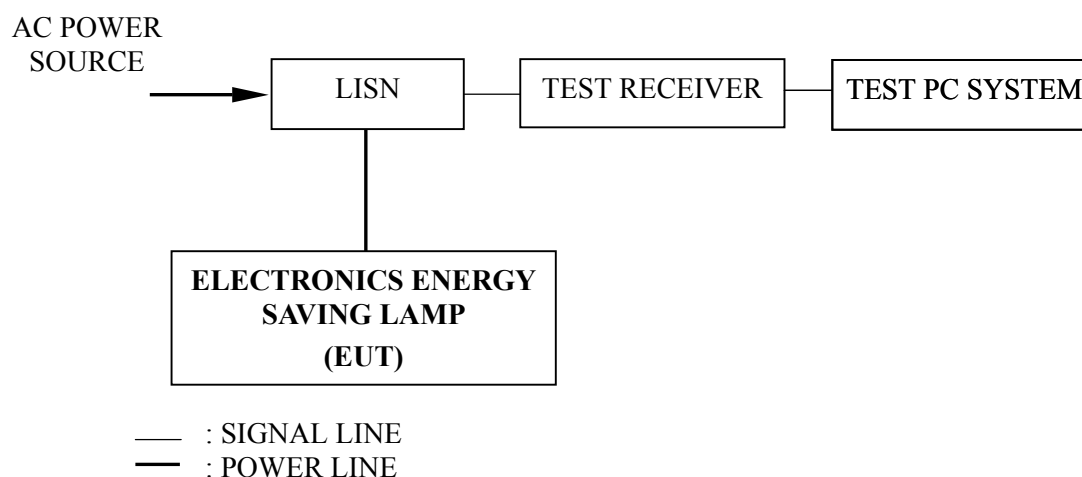 AC POWER
SOURCE
LISN
TEST RECEIVER
TEST PC SYSTEM
ELECTRONICS ENERGY
SAVING LAMP
(EUT)
: SIGNAL LINE
: POWER LINE